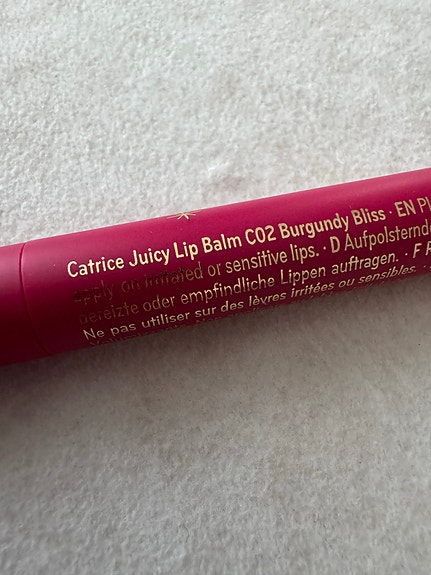 Catrice Juicy Lip Balm C02 Burgundy Bliss · EN
apply on irritated or sensitive lips. · D Aufpolsternde
oder empfindliche Lippen auftragen. · F
Ne pas utiliser sur des lèvres irritées ou sensibles. ·